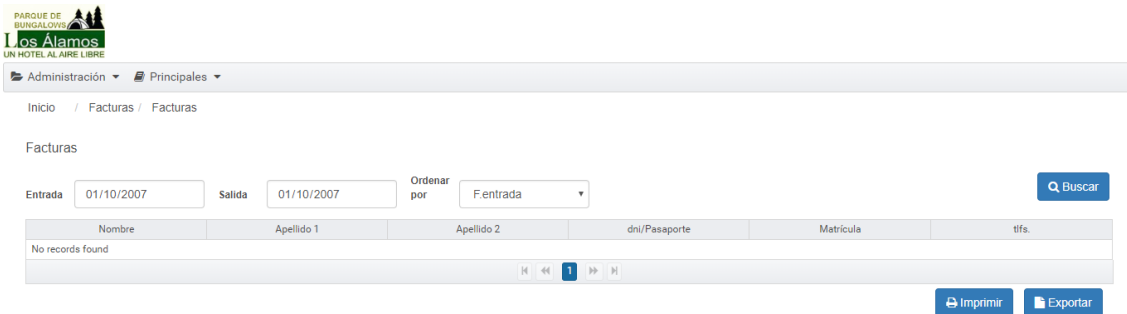 PARQUE DE
BUNGALOWS
Los Álamos
UN HOTEL AL AIRE LIBRE
Administración Principales
Inicio / Facturas / Facturas
Facturas
Entrada 01/10/2007 Salida 01/10/2007 Ordenar por F.entrada Buscar
Nombre Apellido 1 Apellido 2 dni/Pasaporte Matrícula tlfs.
No records found
1
Imprimir Exportar